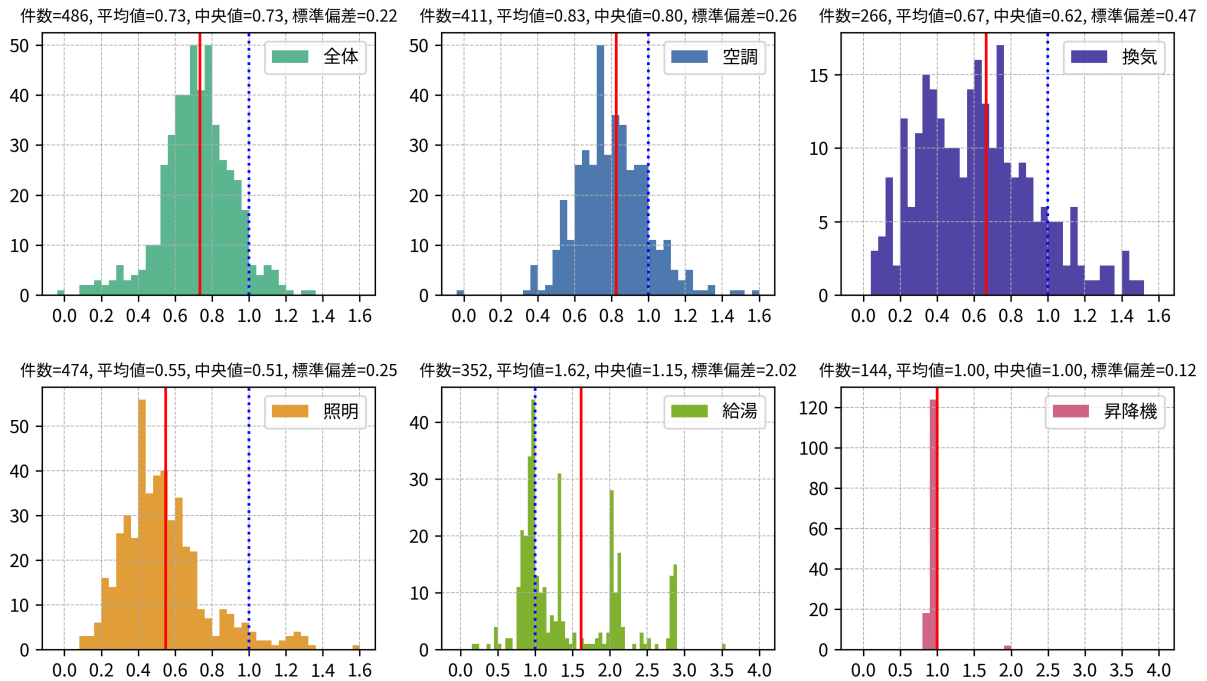 件数=486, 平均値=0.73, 中央値=0.73, 標準偏差=0.22
全体
50
40
30
20
10
0
0.0 0.2 0.4 0.6 0.8 1.0 1.2 1.4 1.6
件数=411, 平均値=0.83, 中央値=0.80, 標準偏差=0.26
空調
50
40
30
20
10
0
0.0 0.2 0.4 0.6 0.8 1.0 1.2 1.4 1.6
件数=266, 平均値=0.67, 中央値=0.62, 標準偏差=0.47
換気
15
10
5
0
0.0 0.2 0.4 0.6 0.8 1.0 1.2 1.4 1.6
件数=474, 平均値=0.55, 中央値=0.51, 標準偏差=0.25
照明
50
40
30
20
10
0
0.0 0.2 0.4 0.6 0.8 1.0 1.2 1.4 1.6
件数=352, 平均値=1.62, 中央値=1.15, 標準偏差=2.02
給湯
40
30
20
10
0
0.0 0.5 1.0 1.5 2.0 2.5 3.0 3.5 4.0
件数=144, 平均値=1.00, 中央値=1.00, 標準偏差=0.12
昇降機
120
100
80
60
40
20
0
0.0 0.5 1.0 1.5 2.0 2.5 3.0 3.5 4.0